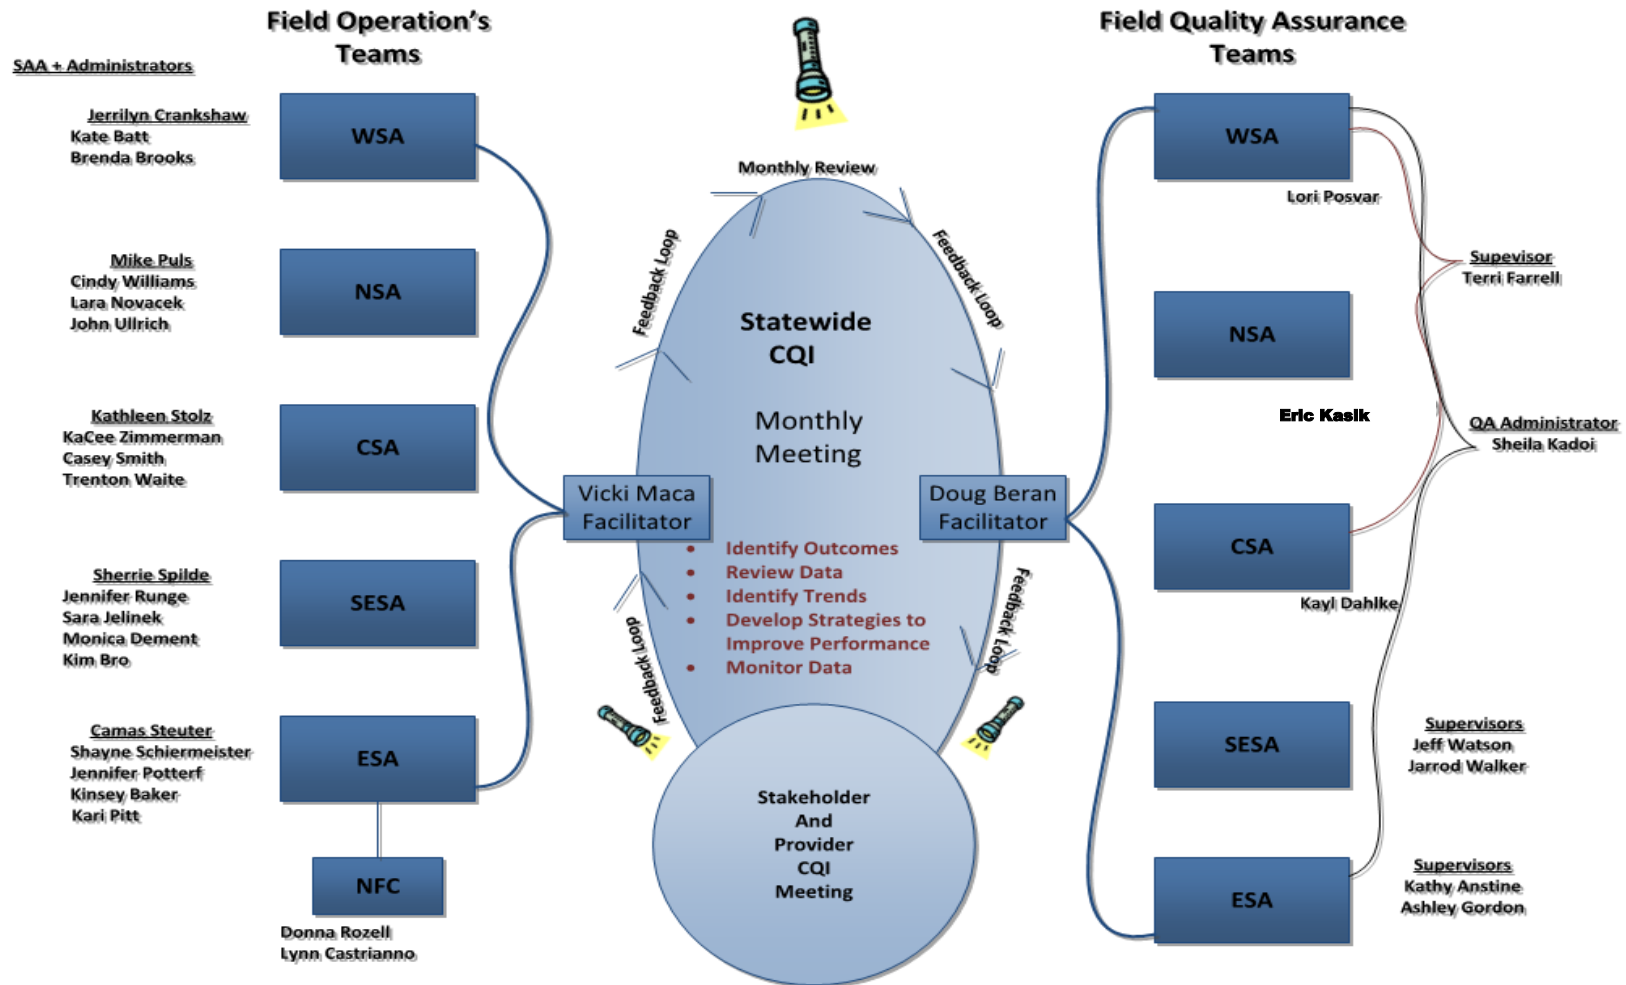 Field Operation's
Teams
SAA + Administrators
Jerrilyn Crankshaw
Kate Batt
Brenda Brooks
WSA
Mike Puls
Cindy Williams
Lara Novacek
John Ullrich
NSA
Kathleen Stolz
KaCee Zimmerman
Casey Smith
Trenton Waite
CSA
Sherrie Spilde
Jennifer Runge
Sara Jelinek
Monica Dement
Kim Bro
SESA
Camas Steuter
Shayne Schiermeister
Jennifer Potterf
Kinsey Baker
Kari Pitt
ESA
NFC
Donna Rozell
Lynn Castrianno
Monthly Review
Feedback Loop
Feedback Loop
Statewide
CQI
Monthly
Meeting
Vicki Maca
Facilitator
Doug Beran
Facilitator
• Identify Outcomes
• Review Data
• Identify Trends
• Develop Strategies to
Improve Performance
• Monitor Data
Feedback Loop
Feedback Loop
Stakeholder
And
Provider
CQI
Meeting
Field Quality Assurance
Teams
WSA
Lori Posvar
Supevisor
Terri Farrell
NSA
Eric Kasik
QA Administrator
Sheila Kadoi
CSA
Kayl Dahlke
SESA
Supervisors
Jeff Watson
Jarrod Walker
ESA
Supervisors
Kathy Anstine
Ashley Gordon